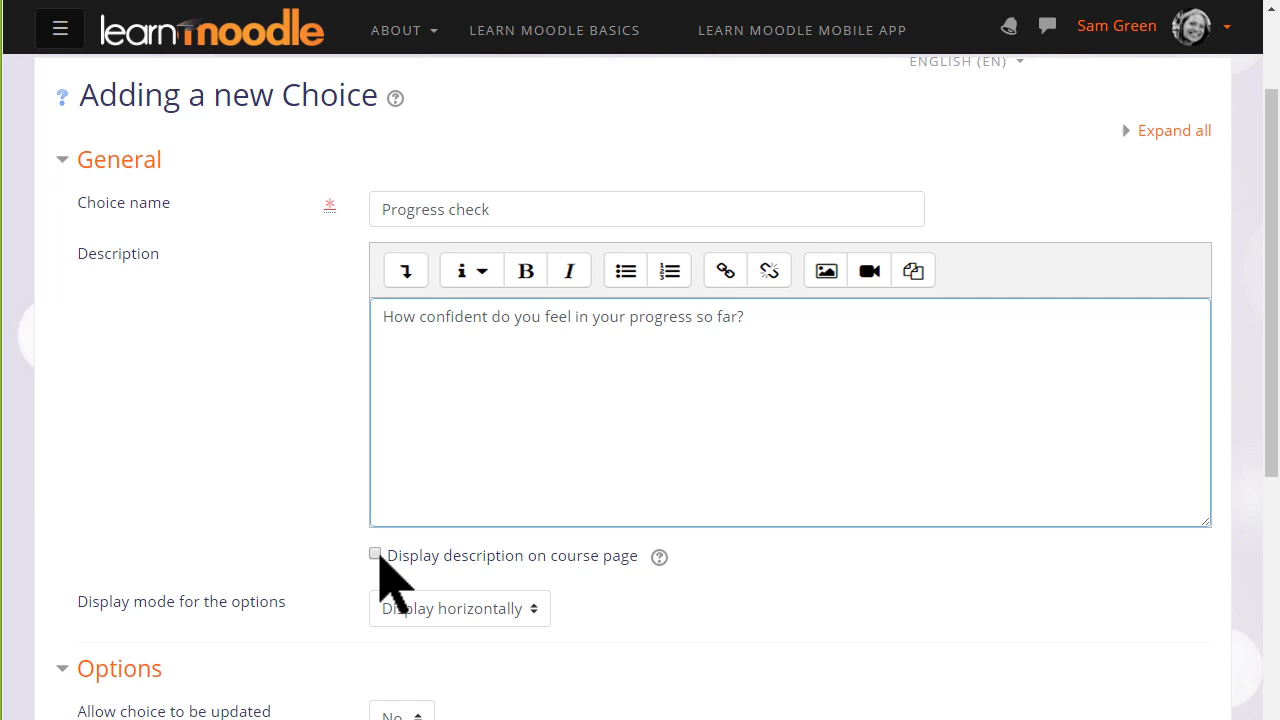 learn moodle
ABOUT LEARN MOODLE BASICS LEARN MOODLE MOBILE APP Sam Green
ENGLISH (EN)
? Adding a new Choice ?
Expand all
General
Choice name
Progress check
Description
i B I
How confident do you feel in your progress so far?
Display description on course page ?
Display mode for the options
Display horizontally
Options
Allow choice to be updated
No